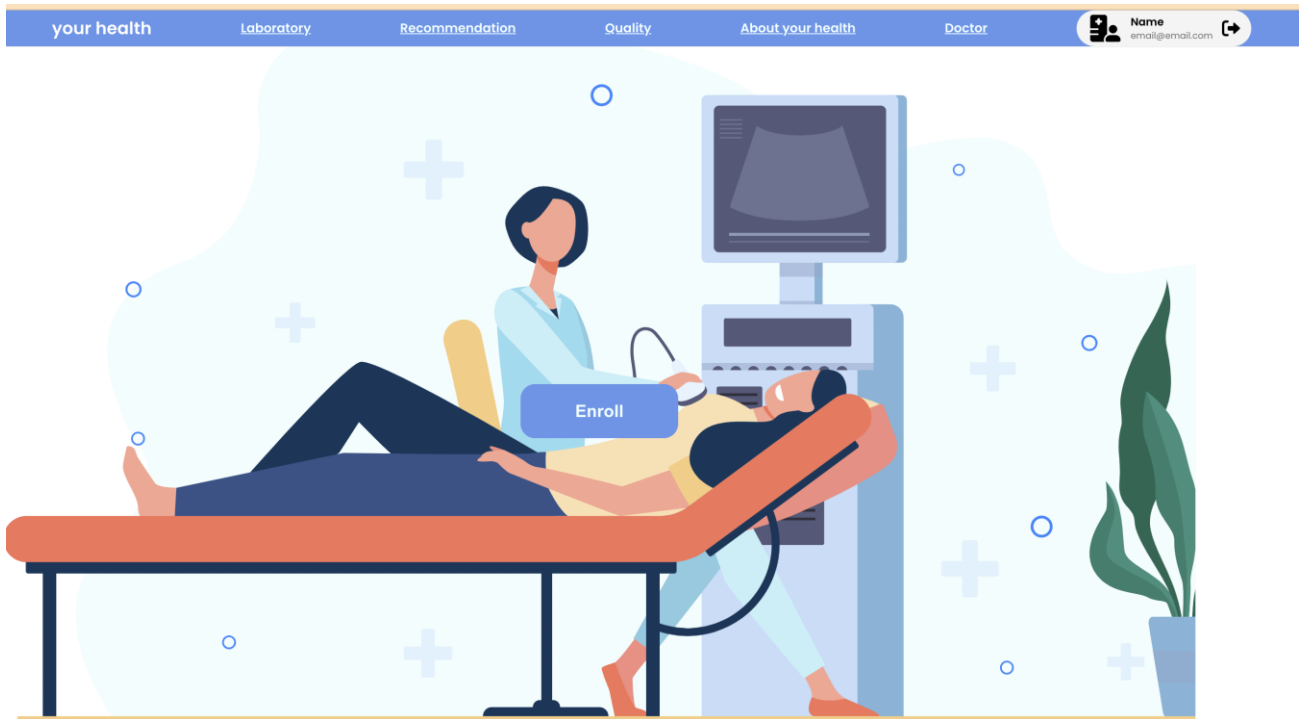 your health
Laboratory
Recommendation
Quality
About your health
Doctor
Name
email@email.com
Enroll